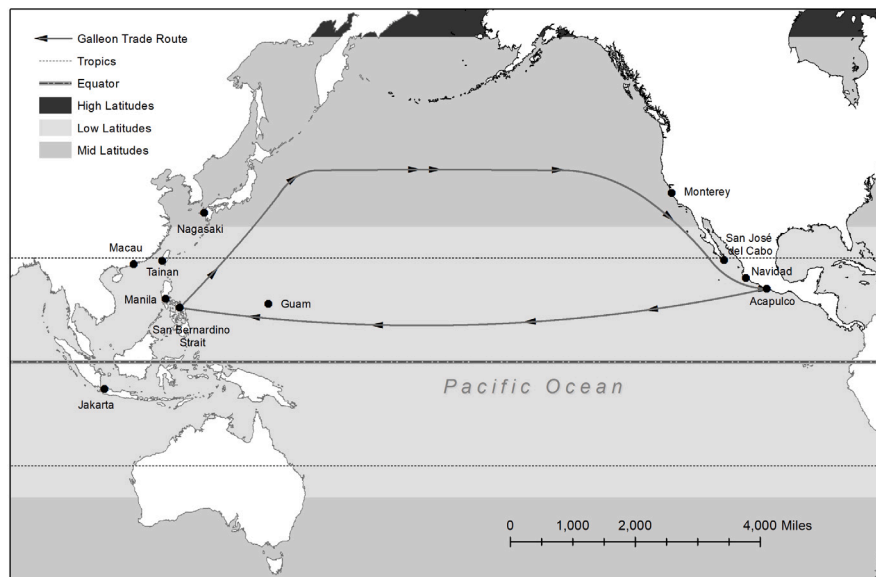 Galleon Trade Route
Tropics
Equator
High Latitudes
Low Latitudes
Mid Latitudes
Monterey
Nagasaki
San José
del Cabo
Macau
Tainan
Navidad
Manila
Guam
Acapulco
San Bernardino
Strait
Pacific Ocean
Jakarta
0 1,000 2,000 4,000 Miles